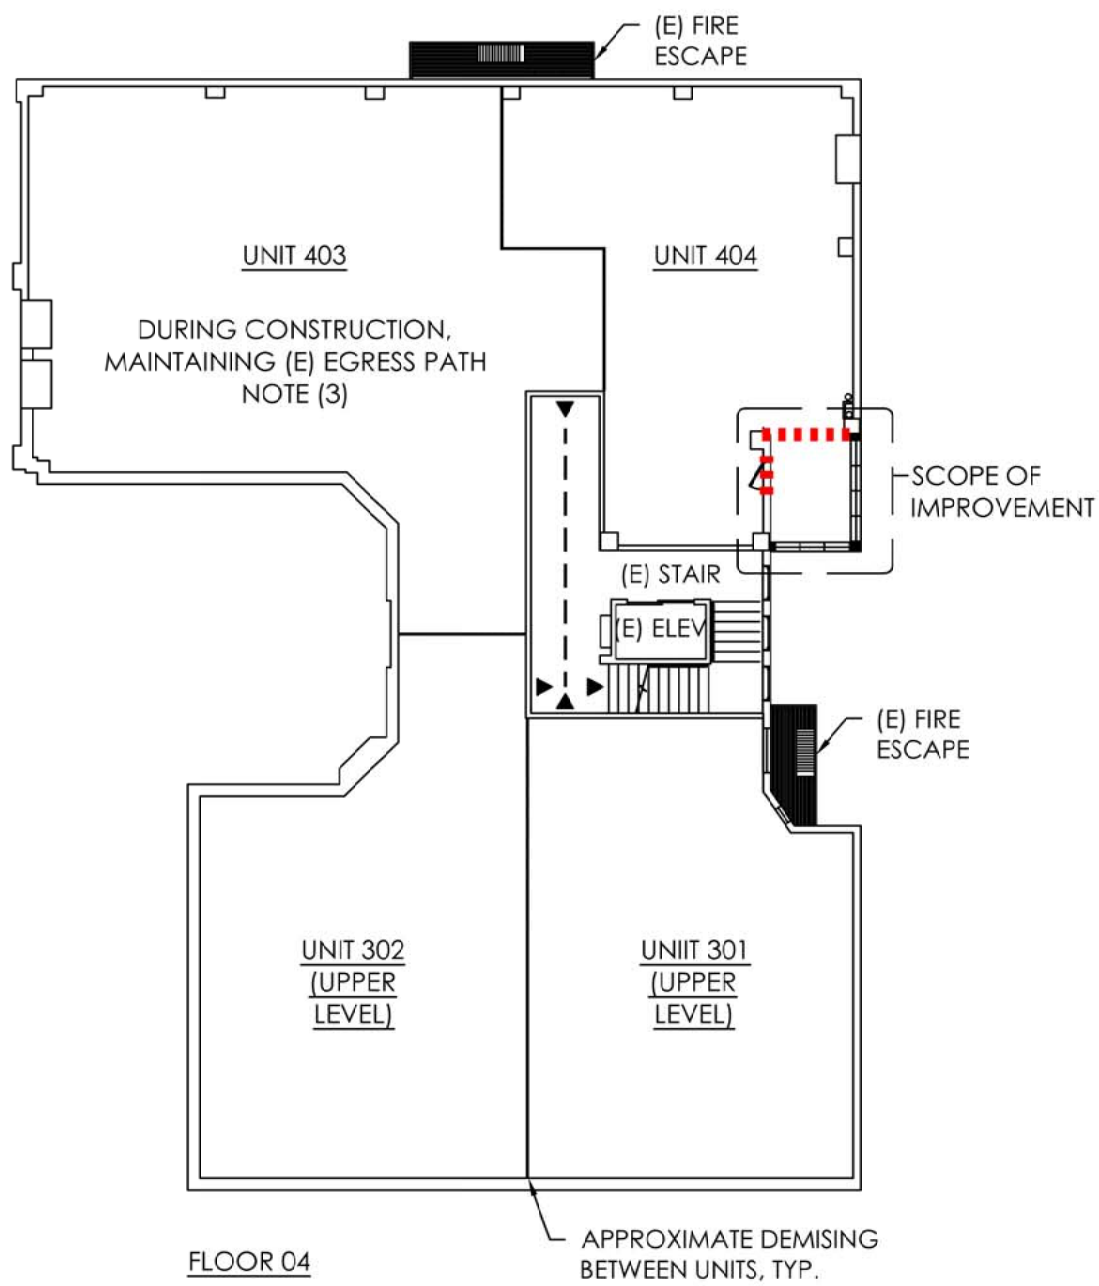 (E) FIRE
ESCAPE
UNIT 403
UNIT 404
DURING CONSTRUCTION,
MAINTAINING (E) EGRESS PATH
NOTE (3)
SCOPE OF
IMPROVEMENT
(E) STAIR
(E) ELEV
(E) FIRE
ESCAPE
UNIT 302
(UPPER
LEVEL)
UNIIT 301
(UPPER
LEVEL)
APPROXIMATE DEMISING
BETWEEN UNITS, TYP.
FLOOR 04